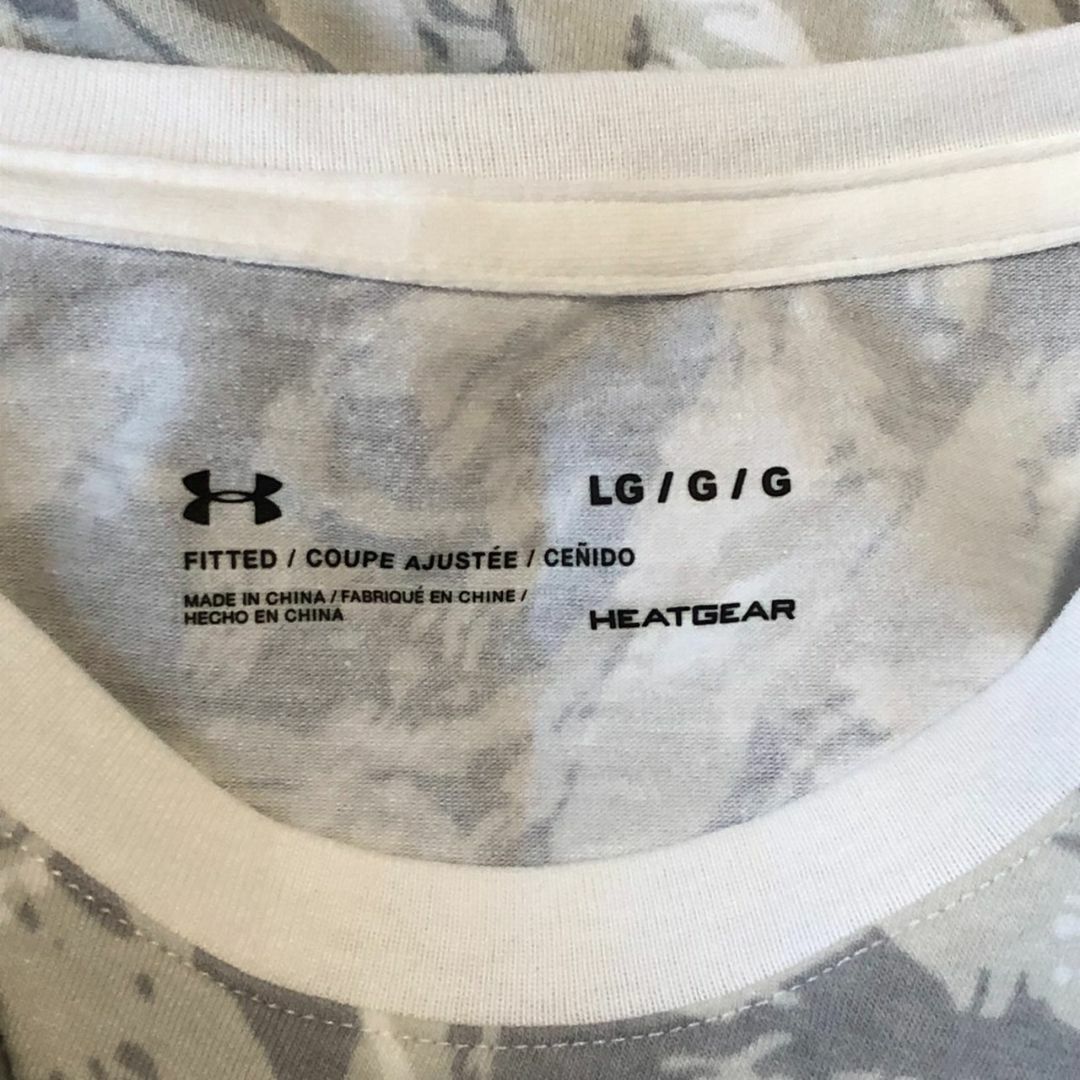 LG / G / G
FITTED / COUPE AJUSTÉE / CEÑIDO
MADE IN CHINA / FABRIQUÉ EN CHINE /
HECHO EN CHINA
HEATGEAR